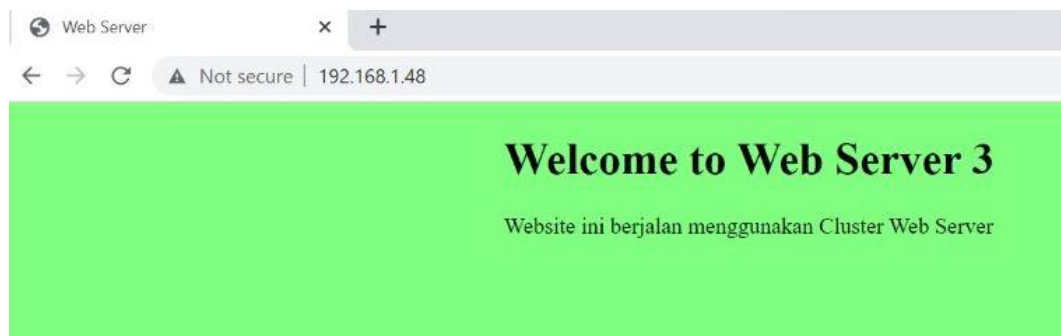 Web Server
Not secure | 192.168.1.48
Welcome to Web Server 3
Website ini berjalan menggunakan Cluster Web Server